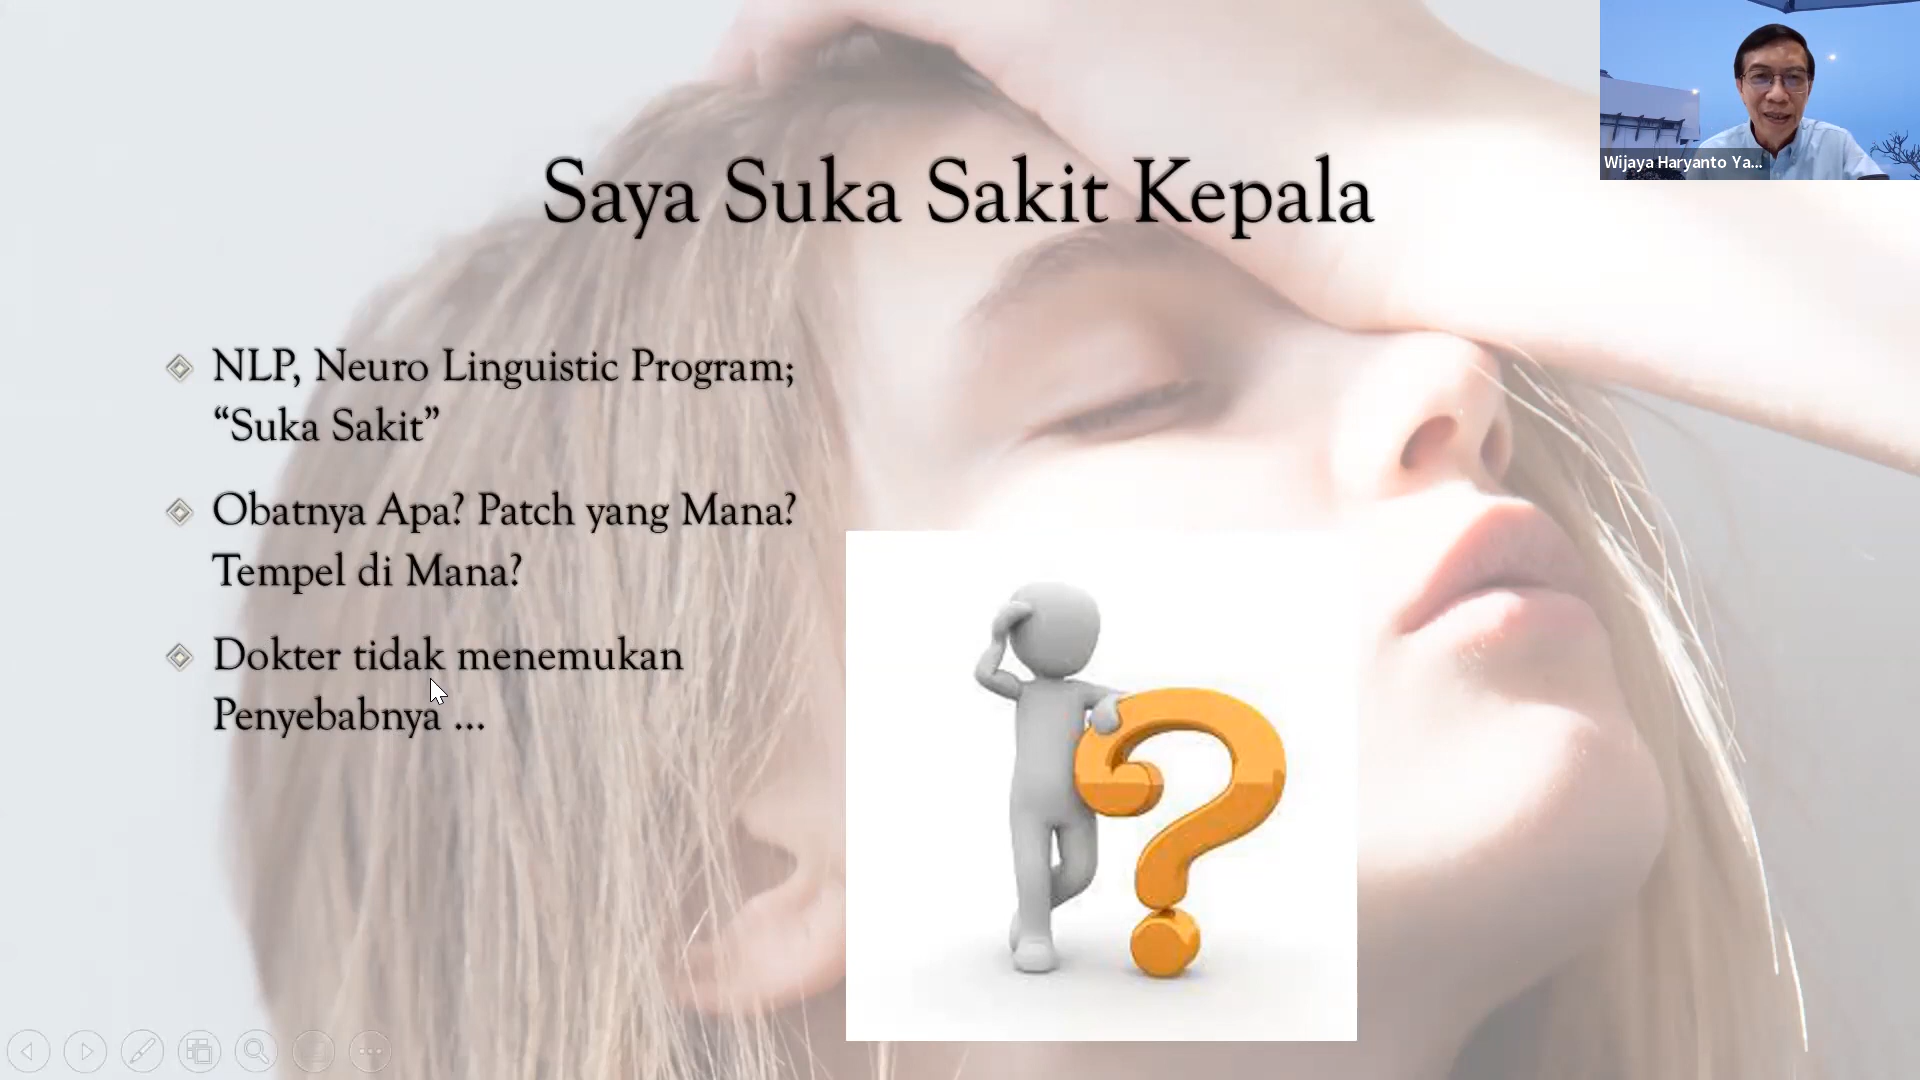 Wijaya Haryanto Ya...
Saya Suka Sakit Kepala
NLP, Neuro Linguistic Program;
“Suka Sakit”
Obatnya Apa? Patch yang Mana?
Tempel di Mana?
Dokter tidak menemukan
Penyebabnya ...